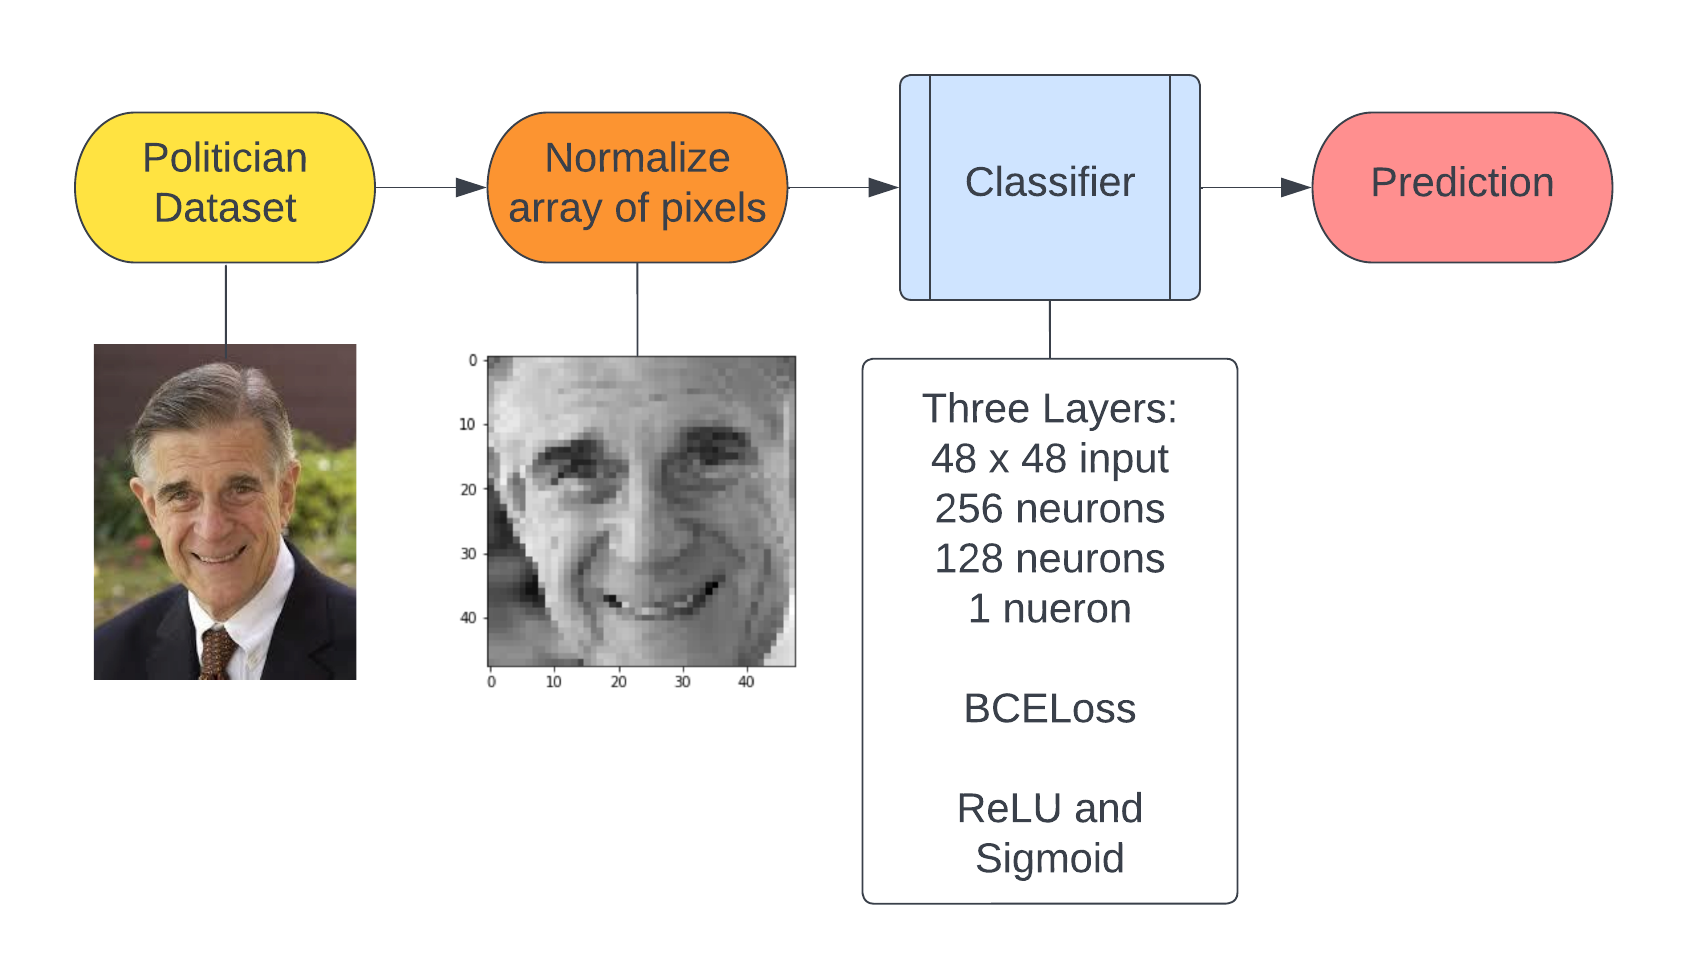 Politician
Dataset
Normalize
array of pixels
Classifier
Prediction
0
10
20
30
40
0
10
20
30
40
Three Layers:
48 x 48 input
256 neurons
128 neurons
1 nueron
BCELoss
ReLU and
Sigmoid